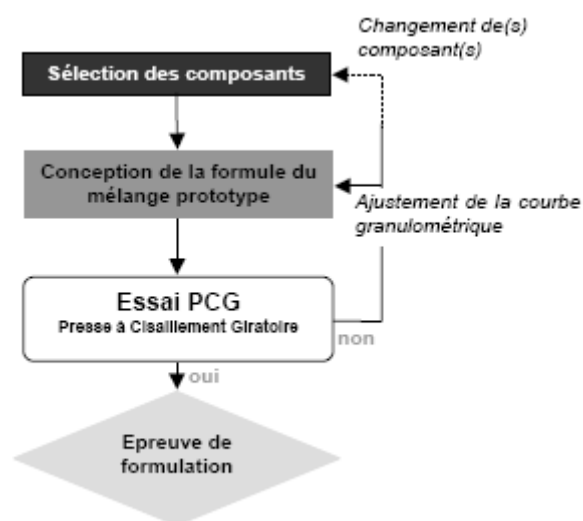 Changement de(s)
composant(s)
Sélection des composants
Conception de la formule du
mélange prototype
Ajustement de la courbe
granulométrique
Essai PCG
Presse à Cisaillement Giratoire
non
oui
Epreuve de
formulation